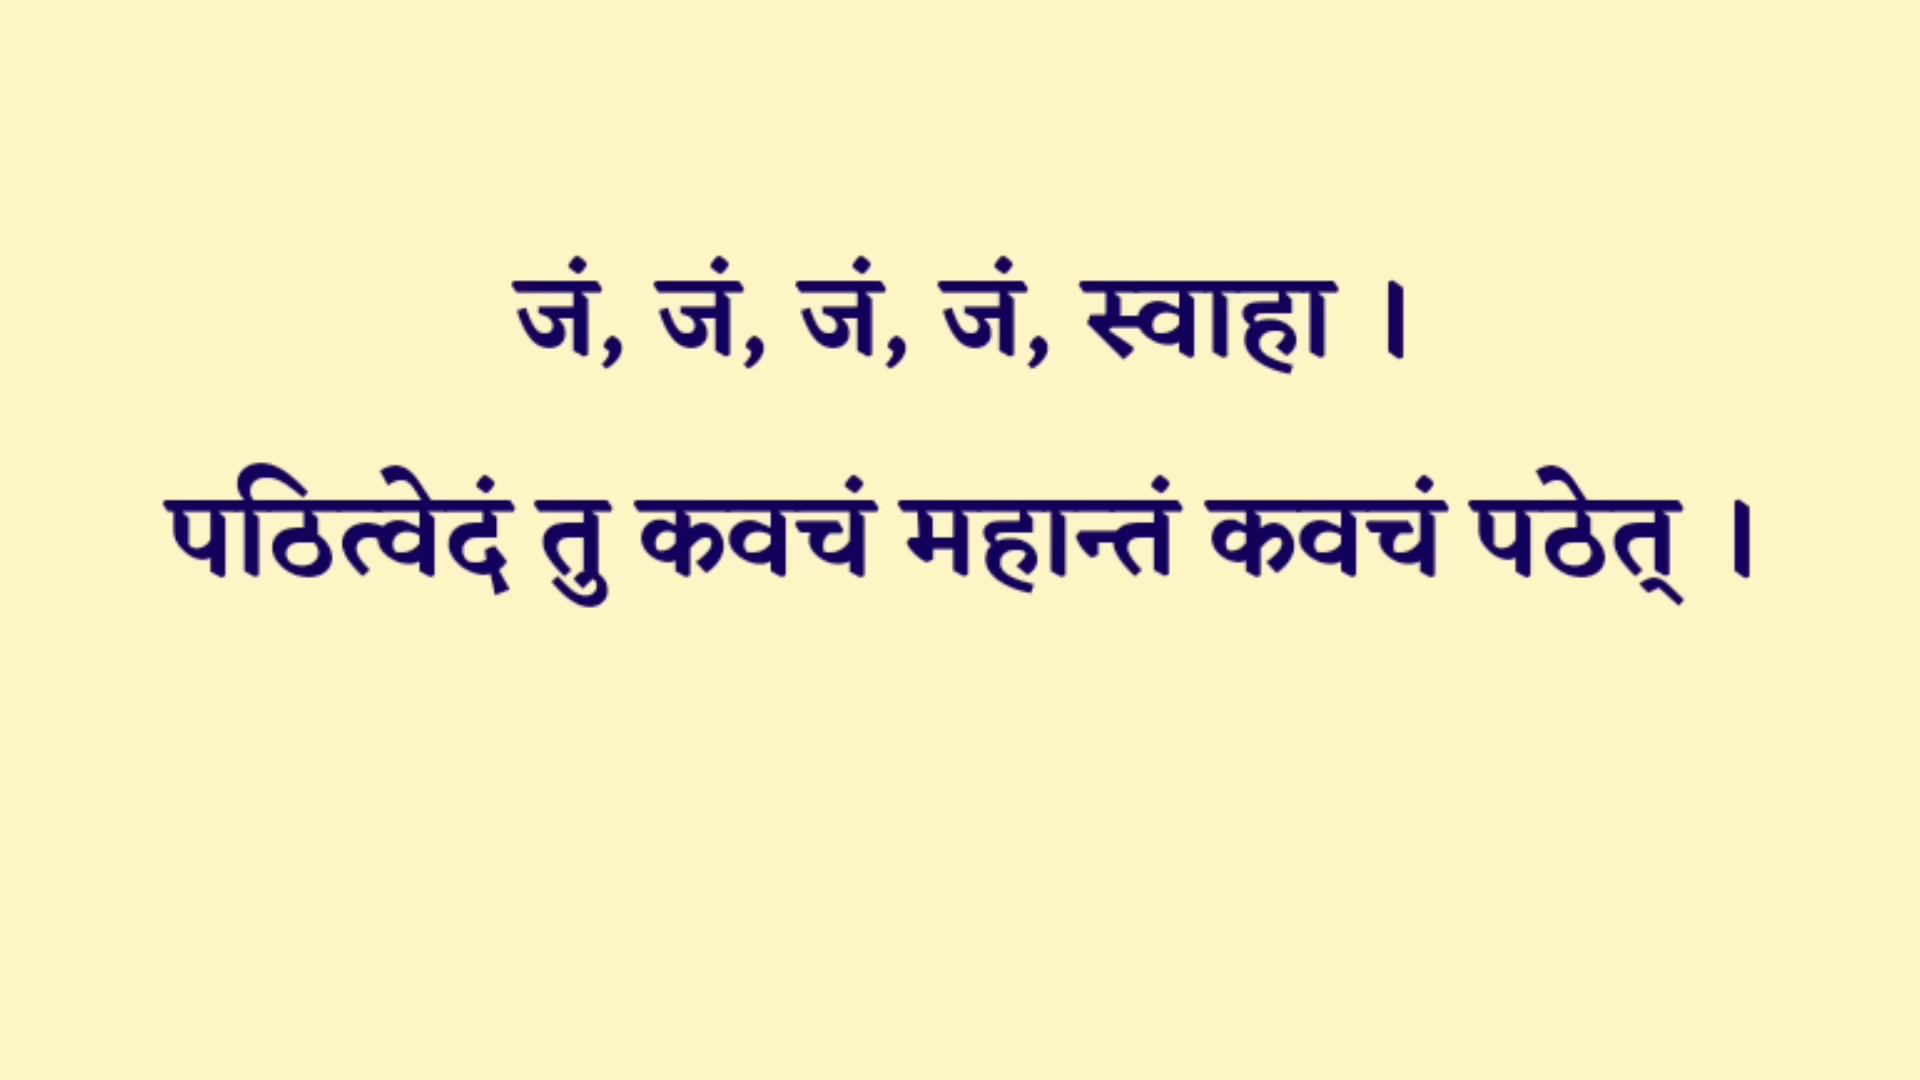 जं, जं, जं, जं, स्वाहा ।
पठित्वेदं तु कवचं महान्तं कवचं पठेत् ।